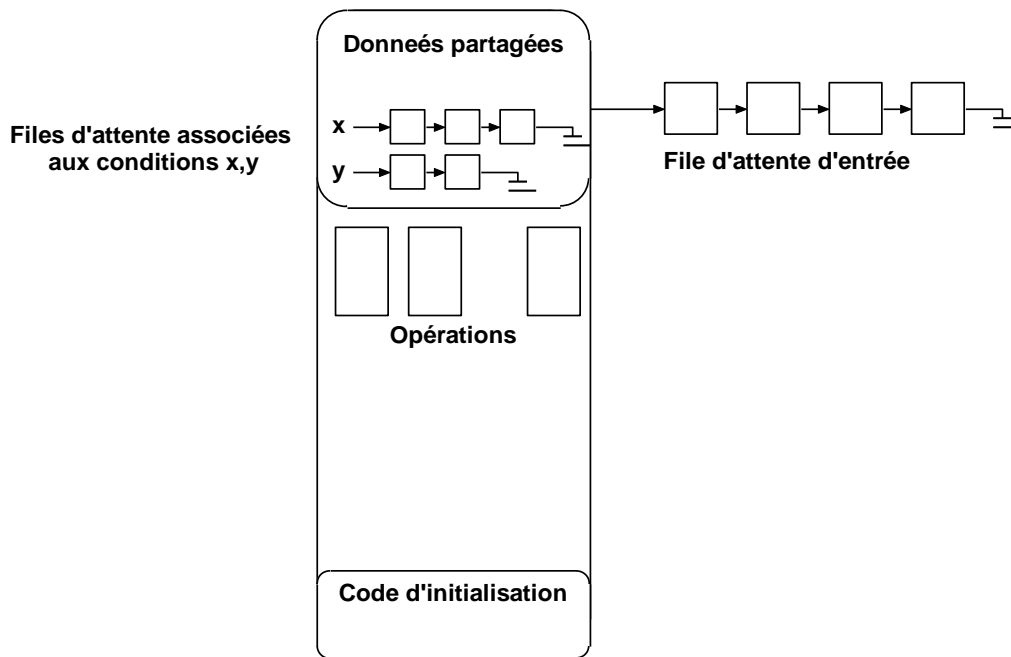 Donneés partagées
Files d'attente associées
aux conditions x,y
x
y
File d'attente d'entrée
Opérations
Code d'initialisation